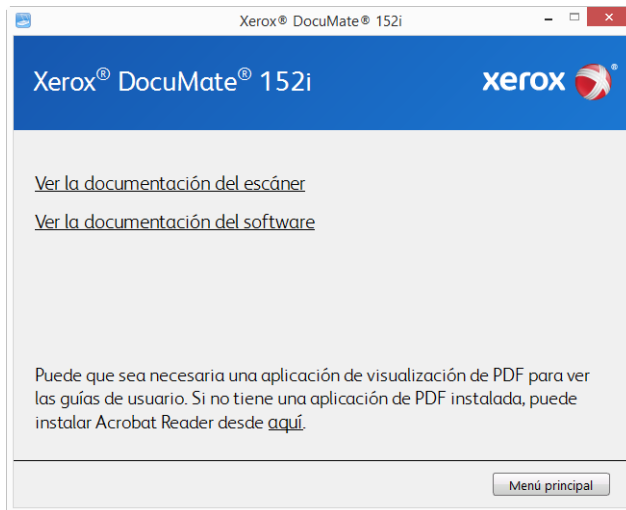 Xerox® DocuMate® 152i
Xerox® DocuMate® 152i
xerox®
Ver la documentación del escáner
Ver la documentación del software
Puede que sea necesaria una aplicación de visualización de PDF para ver
las guías de usuario. Si no tiene una aplicación de PDF instalada, puede
instalar Acrobat Reader desde aquí.
Menú principal